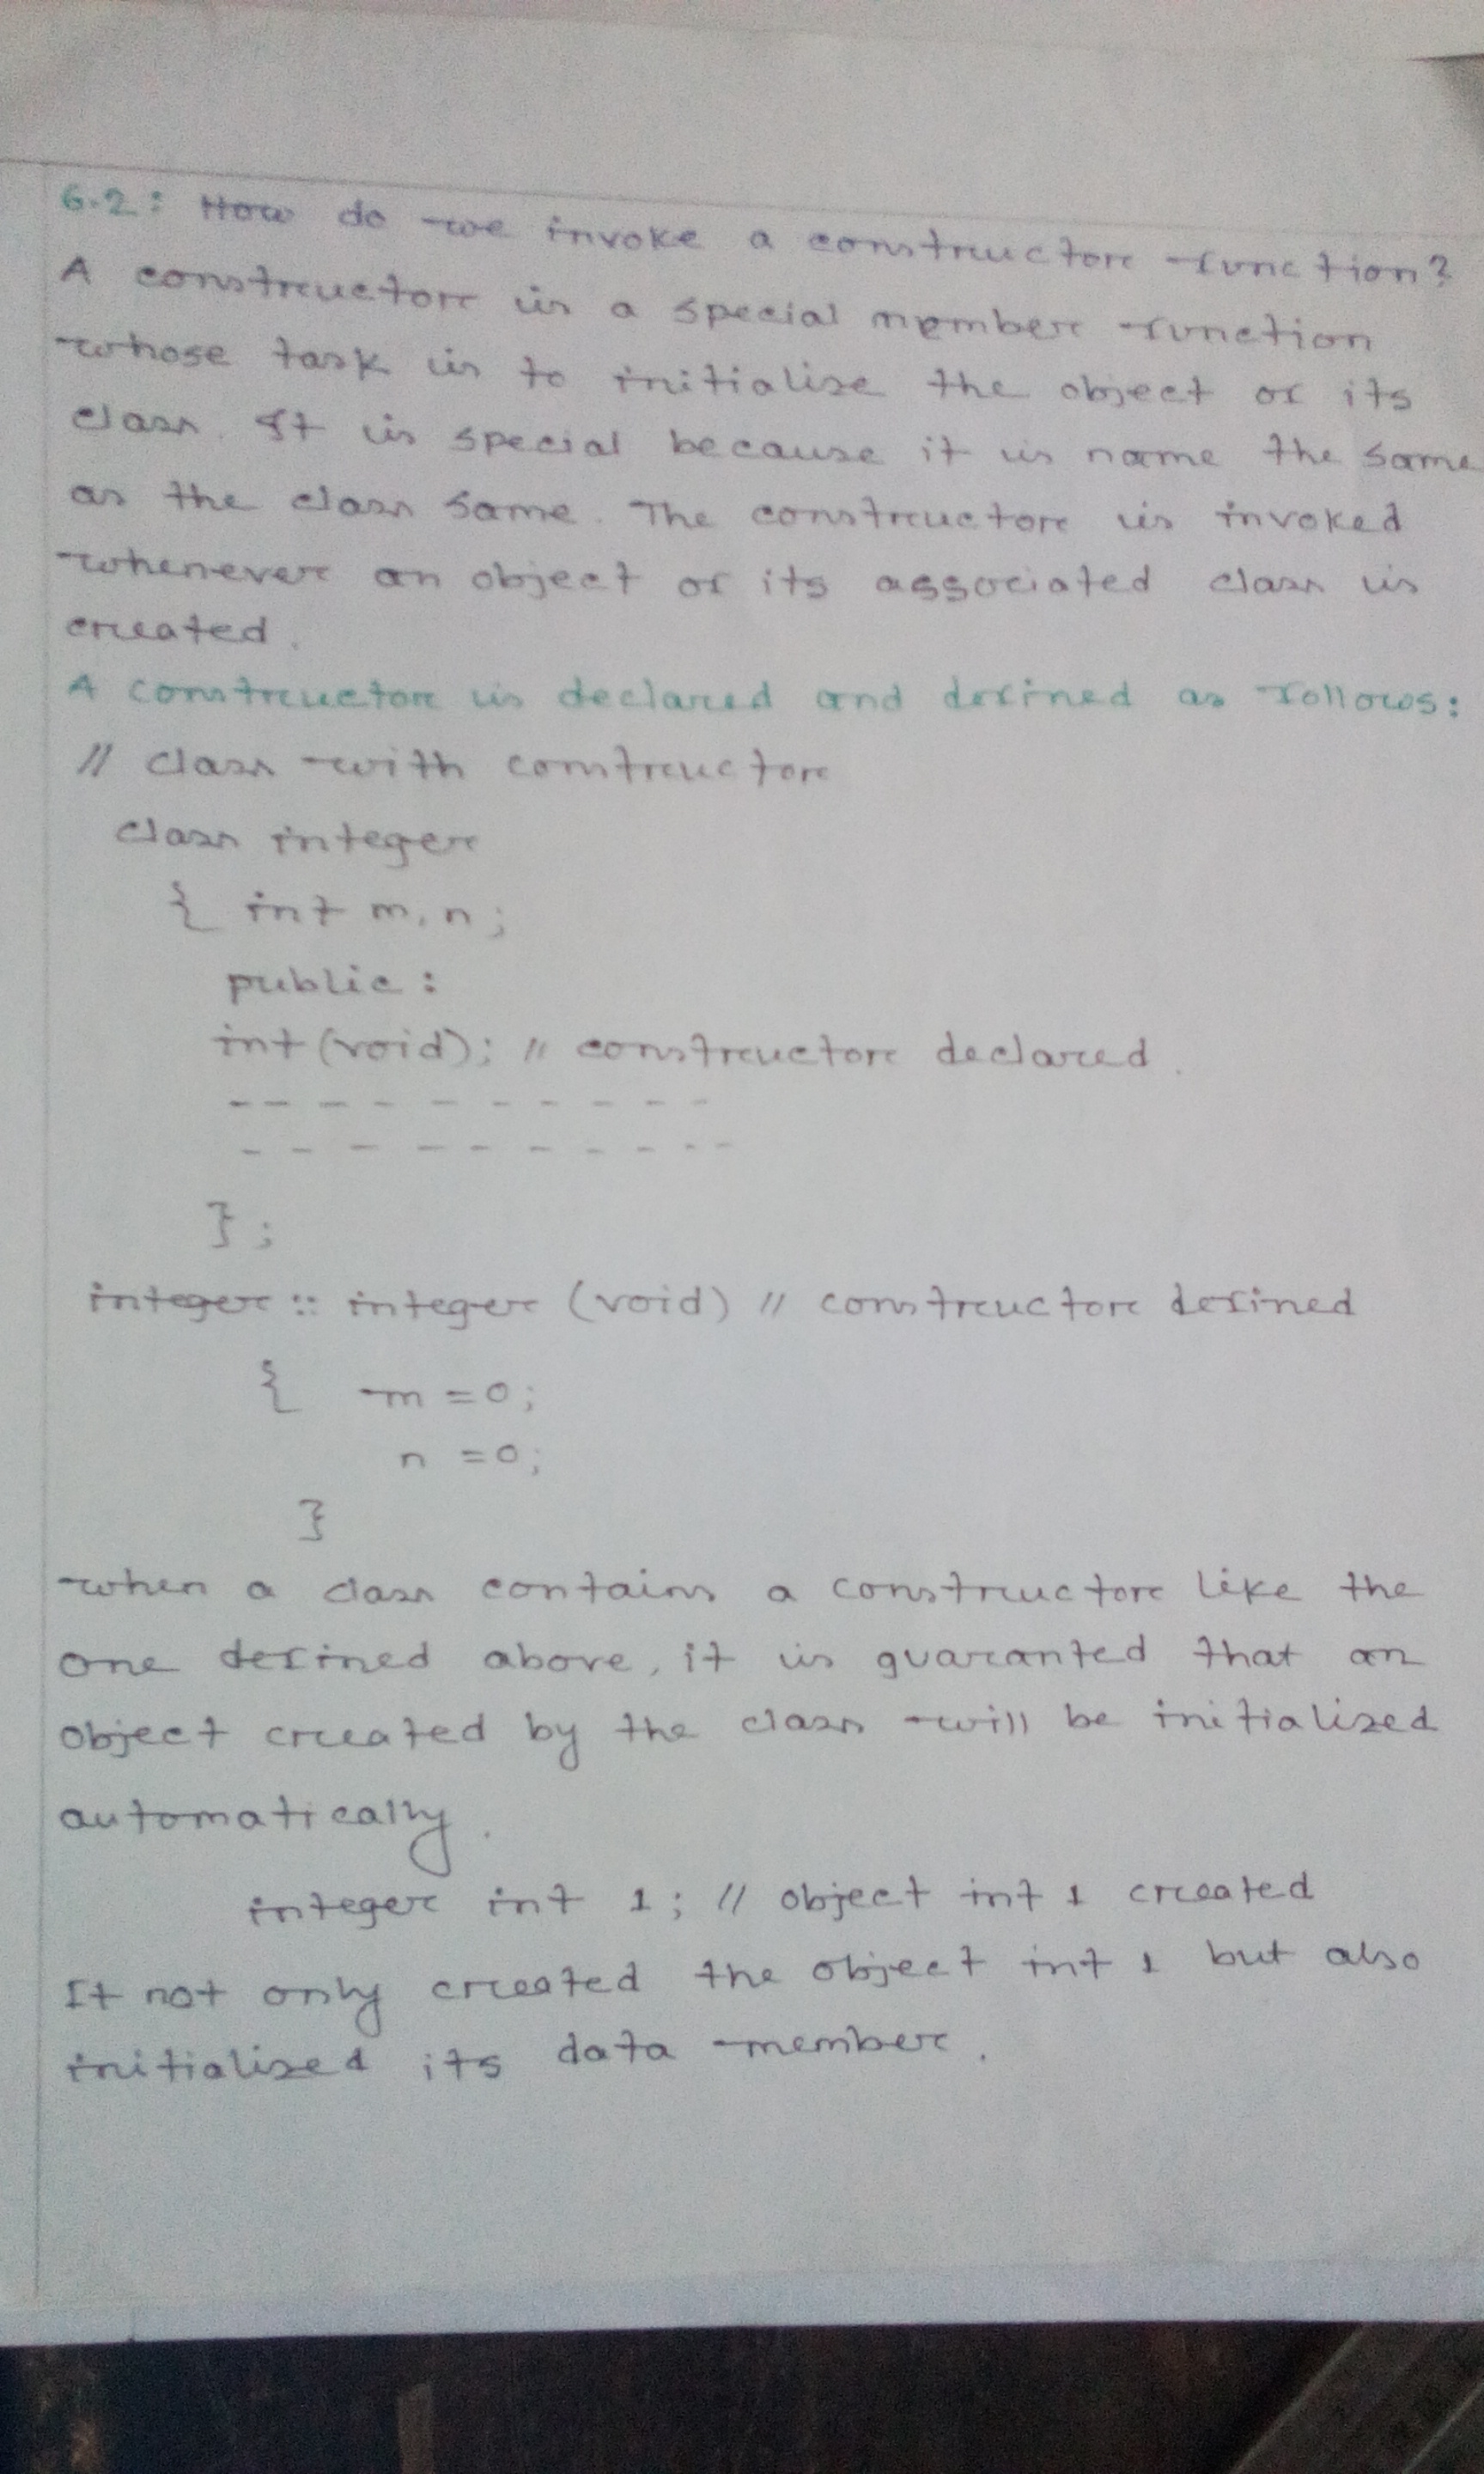 6.2: How do we invoke a constructor function?
A constructor is a special member function
whose task is to initialize the object of its
class. It is special because it is name the same
as the class same. The constructor is invoked
whenever an object of its associated class is
created.
A constructor is declared and defined as follows:
// class with constructor
class integer
{ int m, n;
public:
int (void); // constructor declared.
- - - - - - - - - -
- - - - - - - - - -
};
integer :: integer (void) // constructor defined
{ m = 0;
n = 0;
}
when a class contains a constructor like the
one defined above, it is guaranted that an
object created by the class will be initialized
automatically.
integer int 1; // object int 1 created
It not only created the object int 1 but also
initialized its data member.